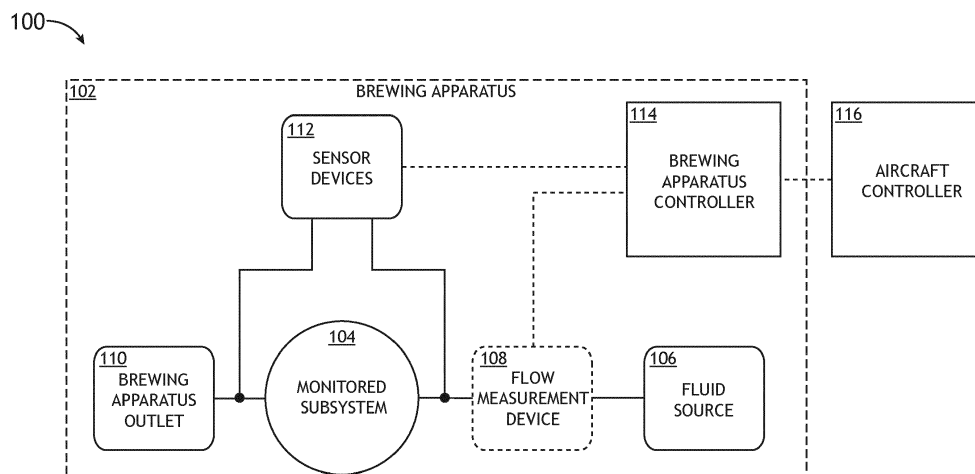 100
102
BREWING APPARATUS
112
SENSOR
DEVICES
114
BREWING
APPARATUS
CONTROLLER
116
AIRCRAFT
CONTROLLER
110
BREWING
APPARATUS
OUTLET
104
MONITORED
SUBSYSTEM
108
FLOW
MEASUREMENT
DEVICE
106
FLUID
SOURCE